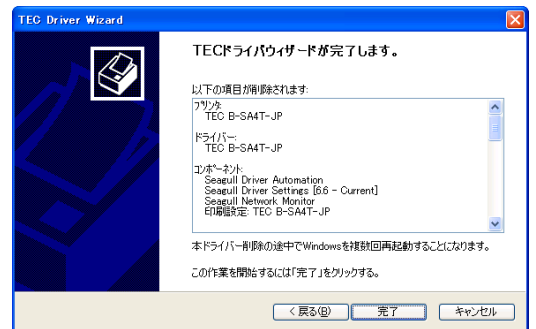 TEC Driver Wizard
TECドライバウィザードが完了します。
以下の項目が削除されます:
プリンタ:
TEC B-SA4T-JP
ドライバー:
TEC B-SA4T-JP
コンポーネント:
Seagull Driver Automation
Seagull Driver Settings [6.6 - Current]
Seagull Network Monitor
印刷設定: TEC B-SA4T-JP
本ドライバー削除の途中でWindowsを複数回再起動することになります。
この作業を開始するには「完了」をクリックする。
< 戻る(B)
完了
キャンセル